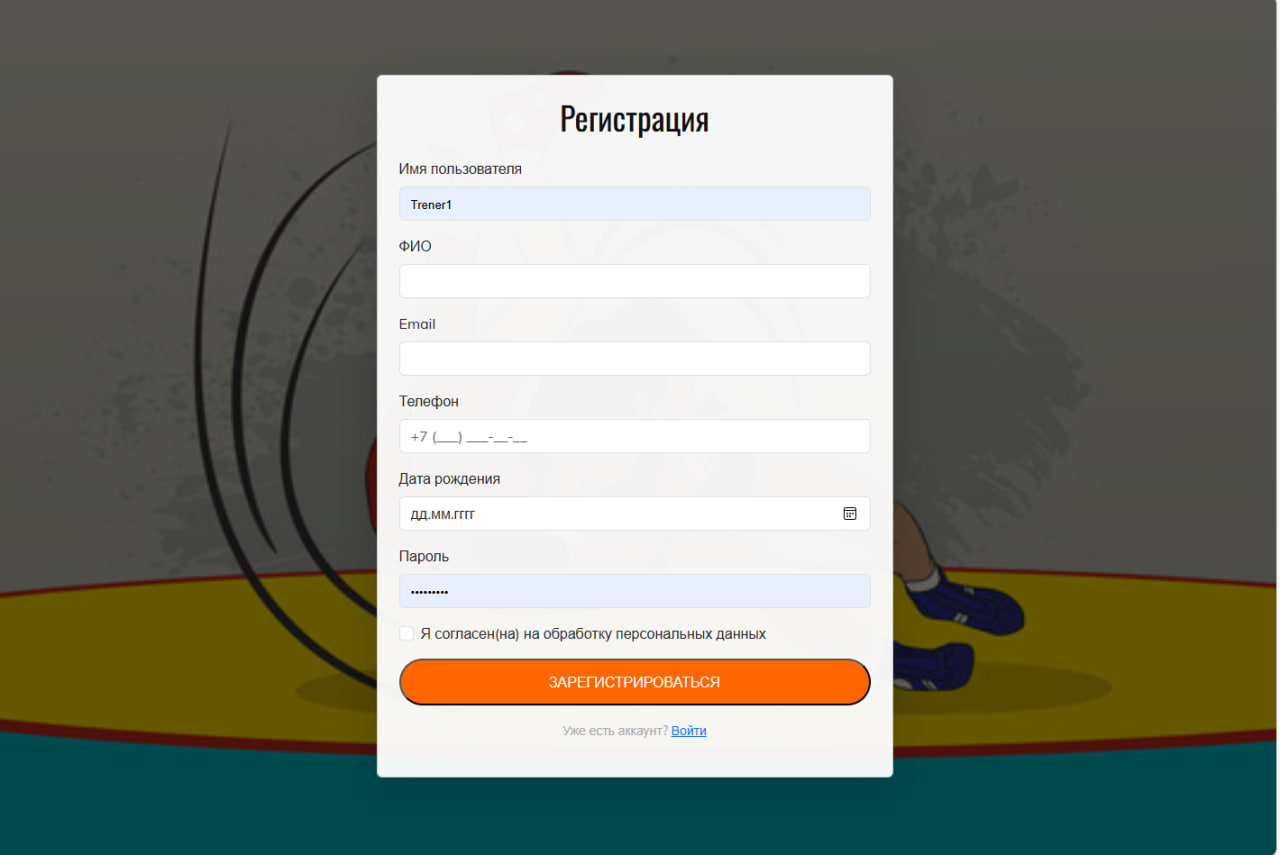 Регистрация
Имя пользователя
Trener1
ФИО
Email
Телефон
+7 (___) ___-__-__
Дата рождения
дд.мм.гггг
Пароль
•••••••••
Я согласен(на) на обработку персональных данных
ЗАРЕГИСТРИРОВАТЬСЯ
Уже есть аккаунт? Войти